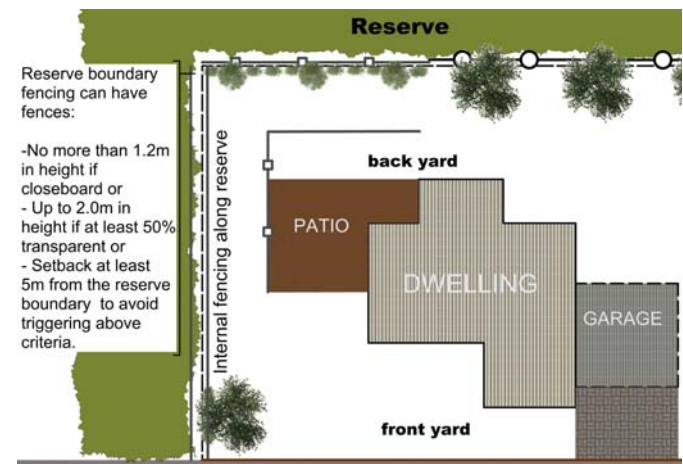 Reserve
Reserve boundary
fencing can have
fences:
-No more than 1.2m
in height if
closeboard or
- Up to 2.0m in
height if at least 50%
transparent or
- Setback at least
5m from the reserve
boundary to avoid
triggering above
criteria.
Internal fencing along reserve
back yard
PATIO
DWELLING
GARAGE
front yard